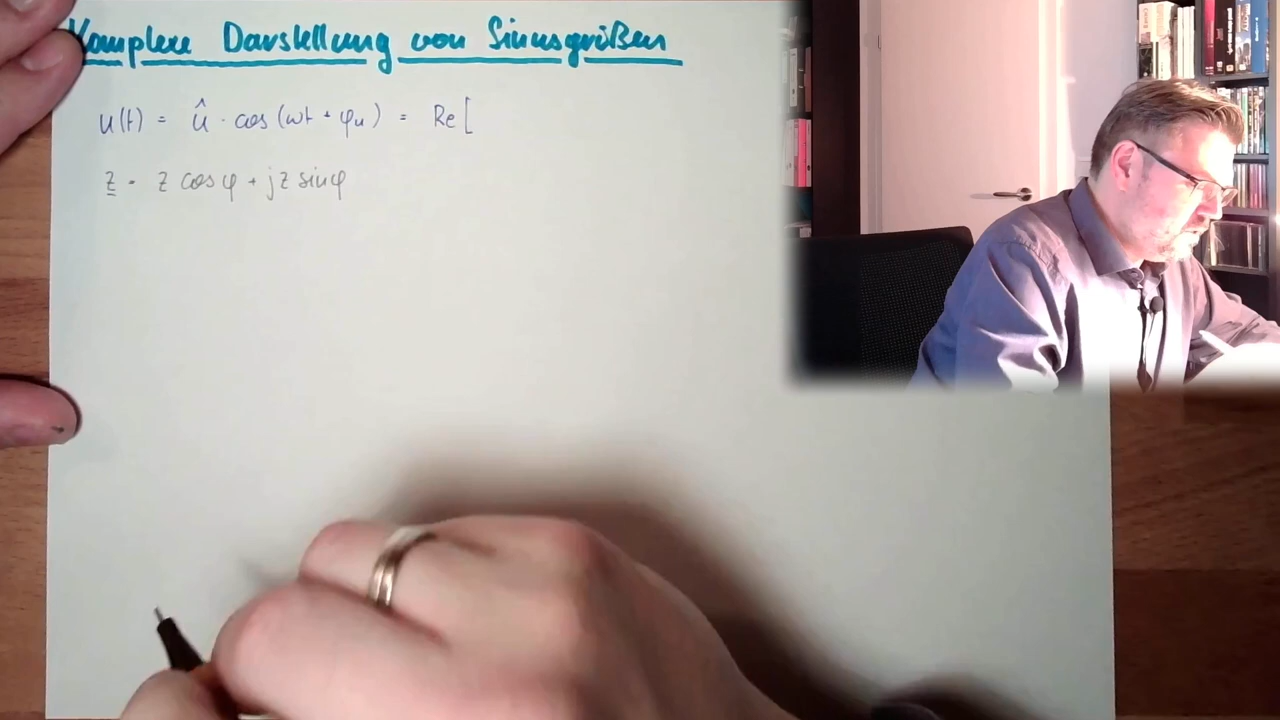 Komplexe Darstellung von Sinusgrößen
u(t) = û · cos(ωt + φu) = Re [
z = z cos φ + j z sin φ